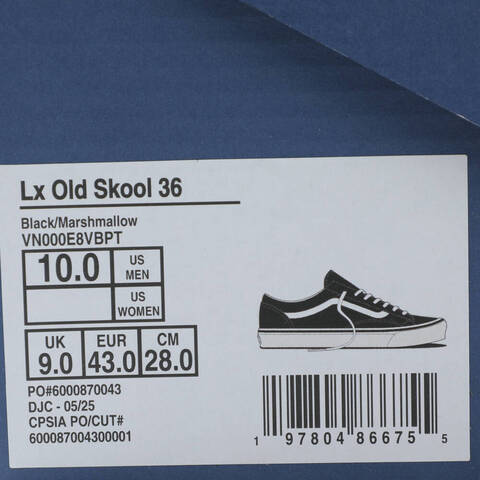 Lx Old Skool 36
Black/Marshmallow
VN000E8VBPT
10.0 US MEN
US WOMEN
UK EUR CM
9.0 43.0 28.0
PO#6000870043
DJC - 05/25
CPSIA PO/CUT#
600087004300001
1 97804 86675 5